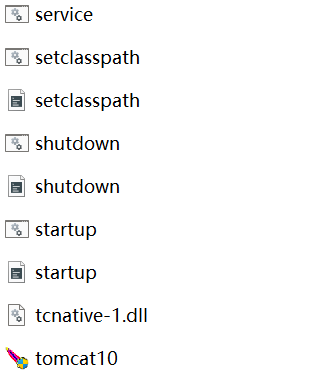 service
setclasspath
setclasspath
shutdown
shutdown
startup
startup
tcnative-1.dll
tomcat10